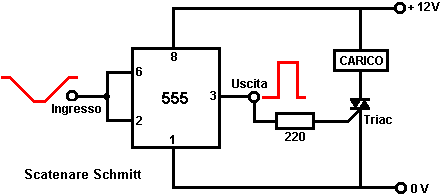 + 12V
8
CARICO
6
Uscita
555
3
Ingresso
Triac
2
220
1
Scatenare Schmitt
0 V